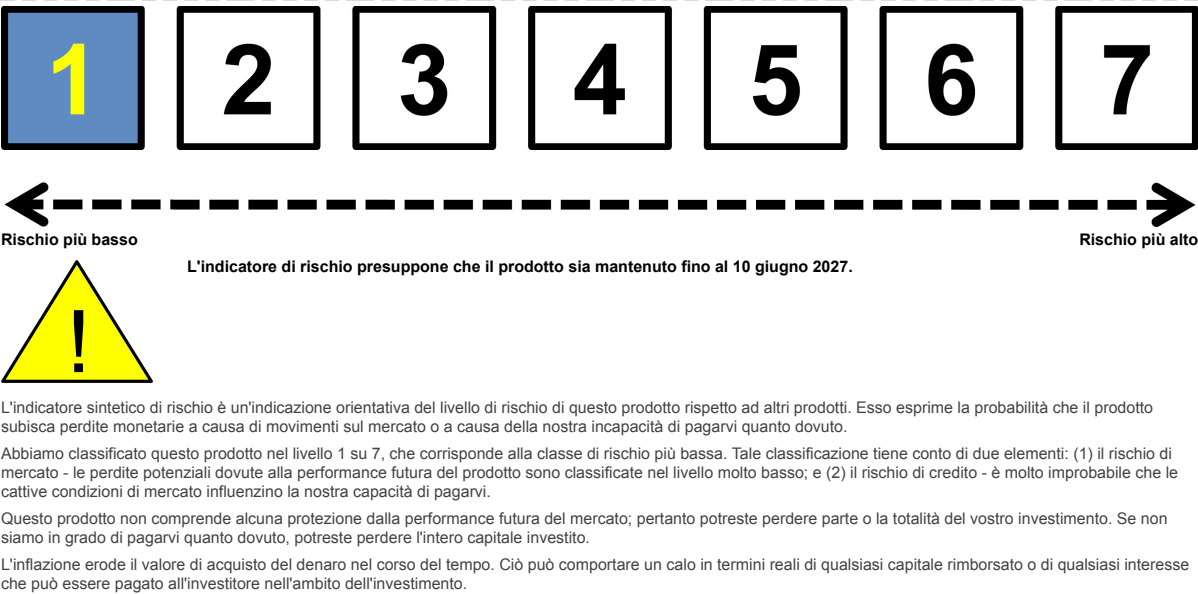 1 2 3 4 5 6 7
Rischio più basso Rischio più alto
L'indicatore di rischio presuppone che il prodotto sia mantenuto fino al 10 giugno 2027.
!
L'indicatore sintetico di rischio è un'indicazione orientativa del livello di rischio di questo prodotto rispetto ad altri prodotti. Esso esprime la probabilità che il prodotto
subisca perdite monetarie a causa di movimenti sul mercato o a causa della nostra incapacità di pagarvi quanto dovuto.
Abbiamo classificato questo prodotto nel livello 1 su 7, che corrisponde alla classe di rischio più bassa. Tale classificazione tiene conto di due elementi: (1) il rischio di
mercato - le perdite potenziali dovute alla performance futura del prodotto sono classificate nel livello molto basso; e (2) il rischio di credito - è molto improbabile che le
cattive condizioni di mercato influenzino la nostra capacità di pagarvi.
Questo prodotto non comprende alcuna protezione dalla performance futura del mercato; pertanto potreste perdere parte o la totalità del vostro investimento. Se non
siamo in grado di pagarvi quanto dovuto, potreste perdere l'intero capitale investito.
L'inflazione erode il valore di acquisto del denaro nel corso del tempo. Ciò può comportare un calo in termini reali di qualsiasi capitale rimborsato o di qualsiasi interesse
che può essere pagato all'investitore nell'ambito dell'investimento.